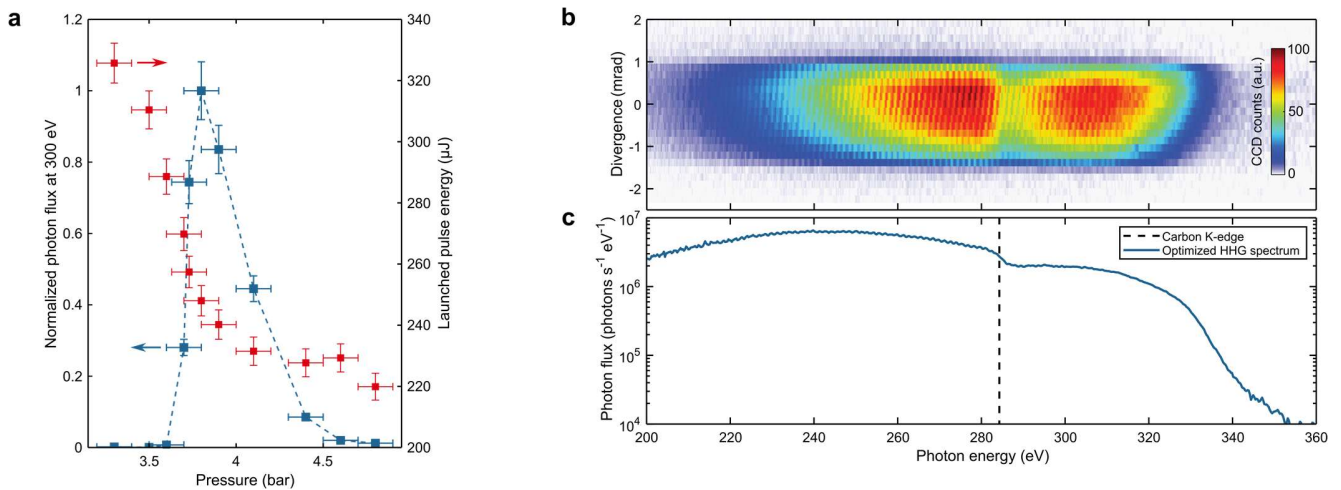 a
1.2
1
0.8
0.6
0.4
0.2
0
Normalized photon flux at 300 eV
340
320
300
280
260
240
220
200
Launched pulse energy (μJ)
3.5 4 4.5
Pressure (bar)
b
2
1
0
-1
-2
Divergence (mrad)
100
50
0
CCD counts (a.u.)
c
10⁷
10⁶
10⁵
10⁴
Photon flux (photons s⁻¹ eV⁻¹)
Carbon K-edge
Optimized HHG spectrum
200 220 240 260 280 300 320 340 360
Photon energy (eV)